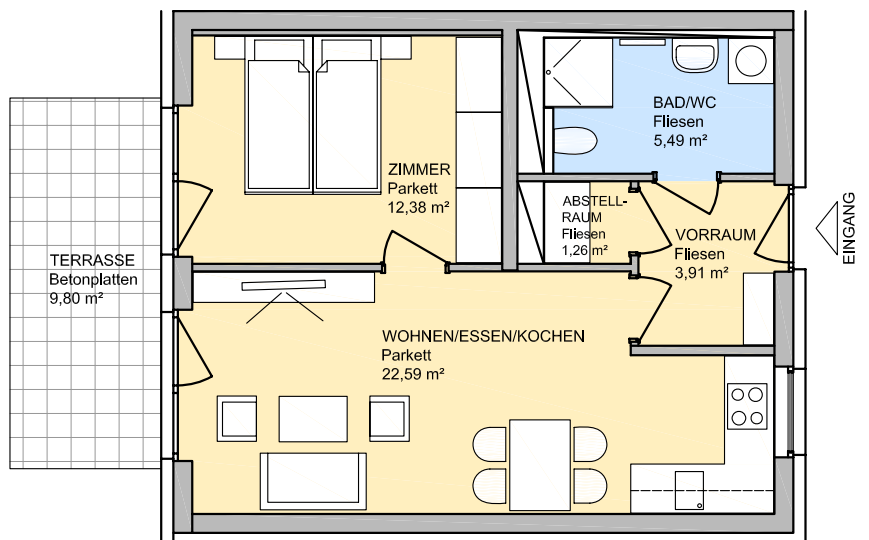 BAD/WC
Fliesen
5,49 m²
ZIMMER
Parkett
12,38 m²
ABSTELL-
RAUM
Fliesen
1,26 m²
VORRAUM
Fliesen
3,91 m²
EINGANG
TERRASSE
Betonplatten
9,80 m²
WOHNEN/ESSEN/KOCHEN
Parkett
22,59 m²